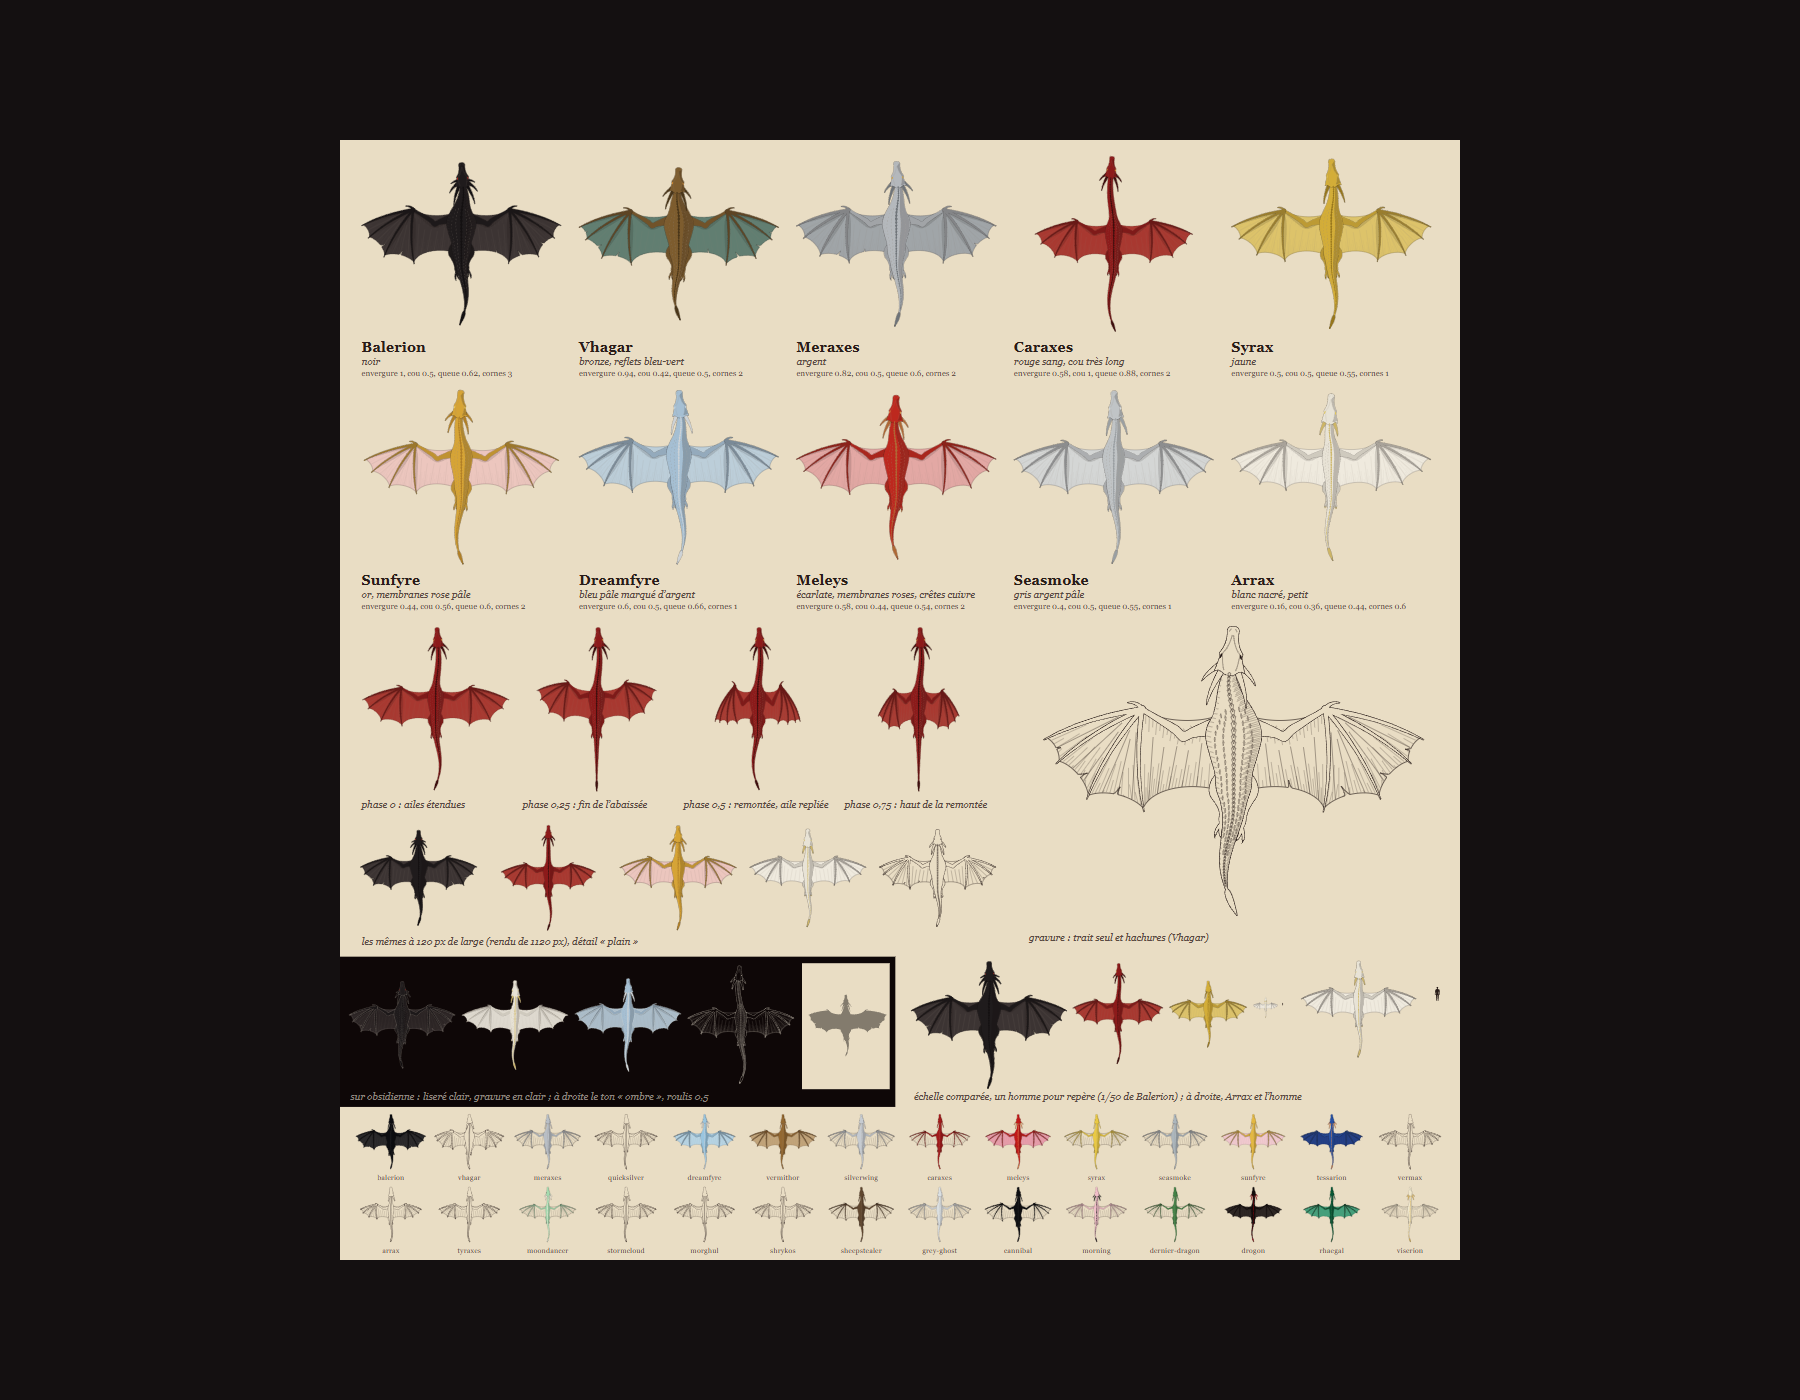 Balerion
noir
envergure 1, cou 0.5, queue 0.62, cornes 3
Vhagar
bronze, reflets bleu-vert
envergure 0.94, cou 0.42, queue 0.5, cornes 2
Meraxes
argent
envergure 0.82, cou 0.5, queue 0.6, cornes 2
Caraxes
rouge sang, cou très long
envergure 0.58, cou 1, queue 0.88, cornes 2
Syrax
jaune
envergure 0.5, cou 0.5, queue 0.55, cornes 1
Sunfyre
or, membranes rose pâle
envergure 0.44, cou 0.56, queue 0.6, cornes 2
Dreamfyre
bleu pâle marqué d'argent
envergure 0.6, cou 0.5, queue 0.66, cornes 1
Meleys
écarlate, membranes roses, crêtes cuivre
envergure 0.58, cou 0.44, queue 0.54, cornes 2
Seasmoke
gris argent pâle
envergure 0.4, cou 0.5, queue 0.55, cornes 1
Arrax
blanc nacré, petit
envergure 0.16, cou 0.36, queue 0.44, cornes 0.6
phase 0 : ailes étendues
phase 0,25 : fin de l'abaissée
phase 0,5 : remontée, aile repliée
phase 0,75 : haut de la remontée
les mêmes à 120 px de large (rendu de 1120 px), détail « plain »
gravure : trait seul et hachures (Vhagar)
sur obsidienne : liseré clair, gravure en clair ; à droite le ton « ombre », roulis 0,5
échelle comparée, un homme pour repère (1/50 de Balerion) ; à droite, Arrax et l'homme
balerion
vhagar
meraxes
quicksilver
dreamfyre
vermithor
silverwing
caraxes
meleys
syrax
seasmoke
sunfyre
tessarion
vermax
arrax
tyraxes
moondancer
stormcloud
morghul
shrykos
sheepstealer
grey-ghost
cannibal
morning
dernier-dragon
drogon
rhaegal
viserion